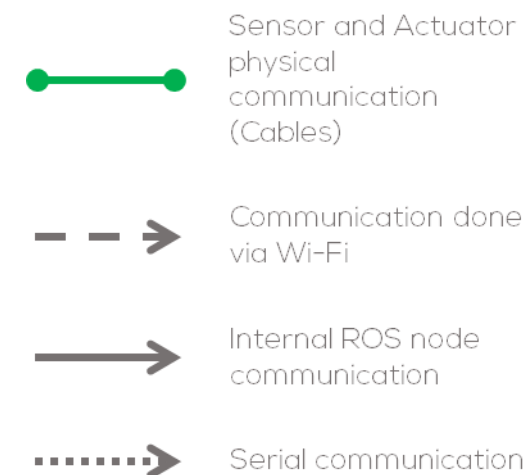 Sensor and Actuator
physical
communication
(Cables)
Communication done
via Wi-Fi
Internal ROS node
communication
Serial communication